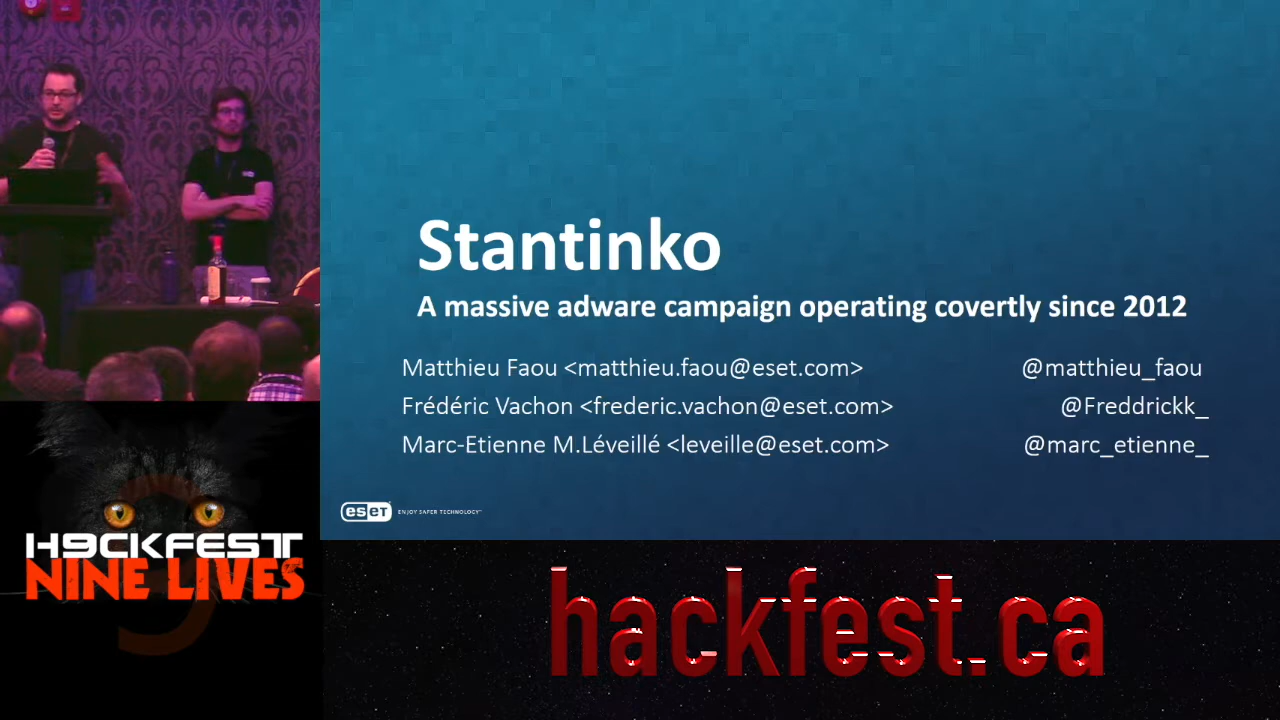 Stantinko
A massive adware campaign operating covertly since 2012
Matthieu Faou <matthieu.faou@eset.com> @matthieu_faou
Frédéric Vachon <frederic.vachon@eset.com> @Freddrickk_
Marc-Etienne M.Léveillé <leveille@eset.com> @marc_etienne_
eset ENJOY SAFER TECHNOLOGY™
H9CKFEST
NINE LIVES
hackfest.ca